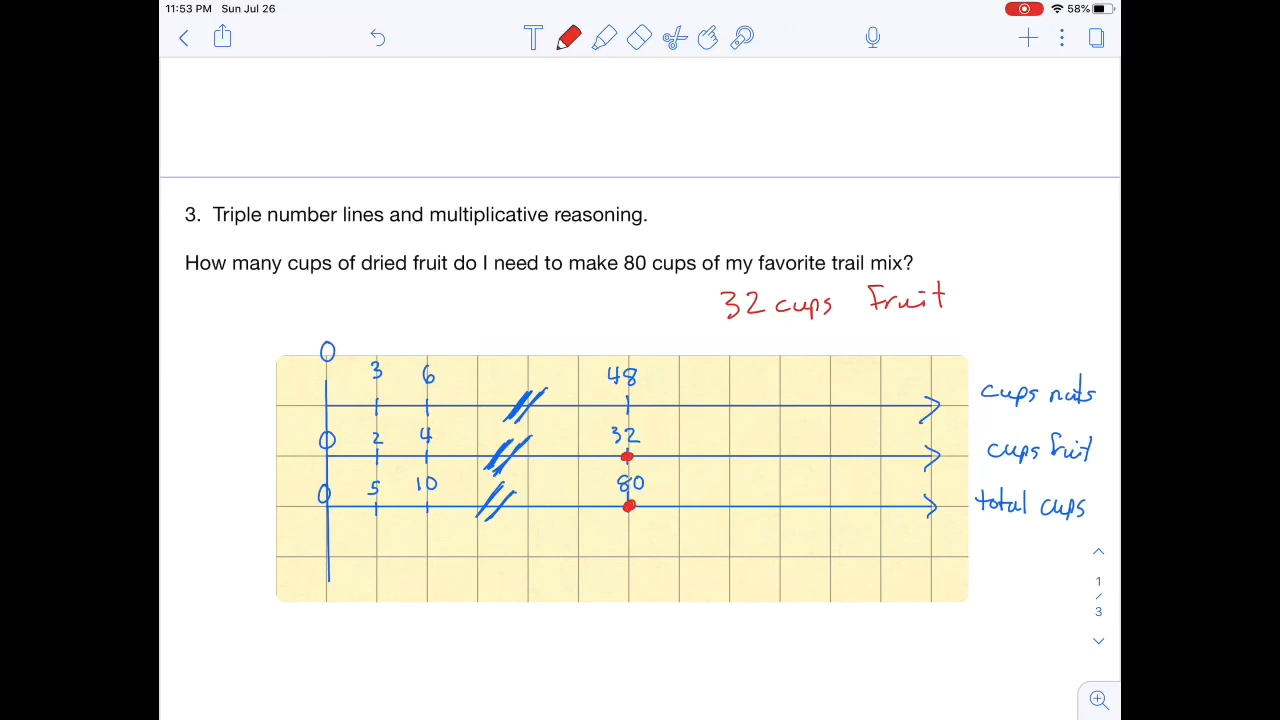 11:53 PM Sun Jul 26 58%
T
3. Triple number lines and multiplicative reasoning.
How many cups of dried fruit do I need to make 80 cups of my favorite trail mix?
32 cups Fruit
0
3 6 48
cups nuts
0 2 4 32
cups fruit
0 5 10 80
total cups
1
/
3